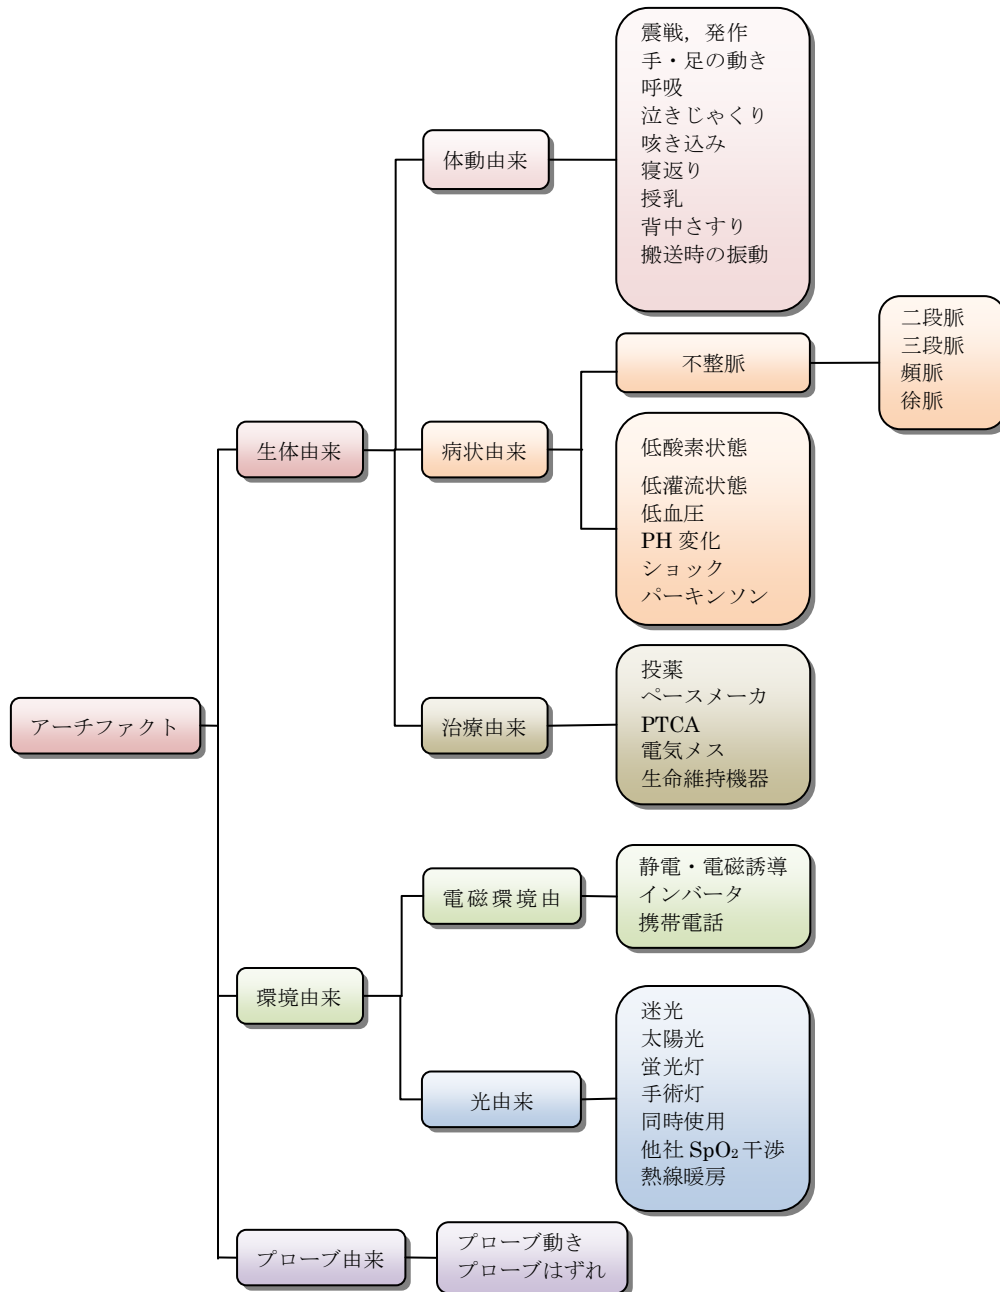 アーチファクト
生体由来
体動由来
震戦，発作
手・足の動き
呼吸
泣きじゃくり
咳き込み
寝返り
授乳
背中さすり
搬送時の振動
病状由来
不整脈
二段脈
三段脈
頻脈
徐脈
低酸素状態
低灌流状態
低血圧
PH 変化
ショック
パーキンソン
治療由来
投薬
ペースメーカ
PTCA
電気メス
生命維持機器
環境由来
電磁環境由
静電・電磁誘導
インバータ
携帯電話
光由来
迷光
太陽光
蛍光灯
手術灯
同時使用
他社 SpO₂ 干渉
熱線暖房
プローブ由来
プローブ動き
プローブはずれ